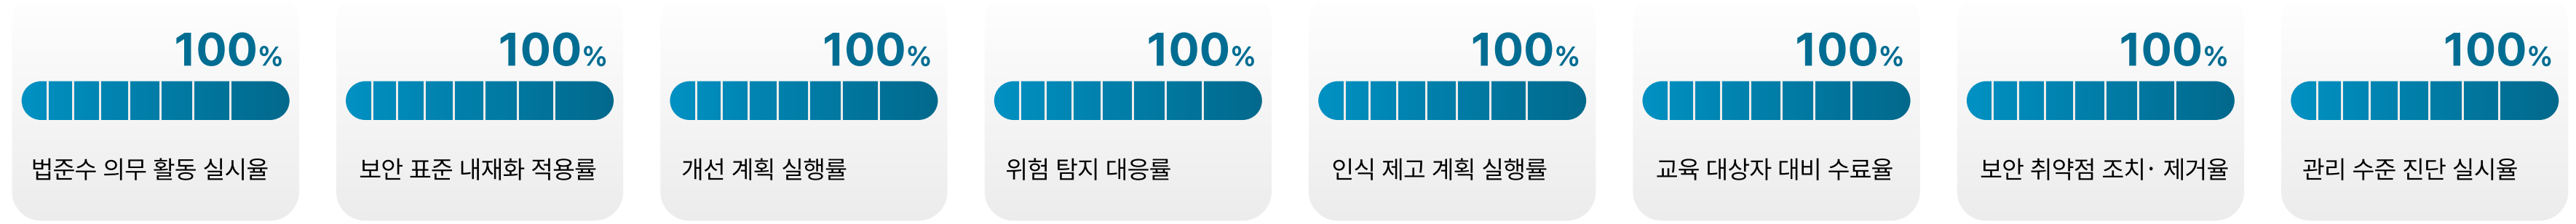 100%
법준수 의무 활동 실시율
100%
보안 표준 내재화 적용률
100%
개선 계획 실행률
100%
위험 탐지 대응률
100%
인식 제고 계획 실행률
100%
교육 대상자 대비 수료율
100%
보안 취약점 조치· 제거율
100%
관리 수준 진단 실시율